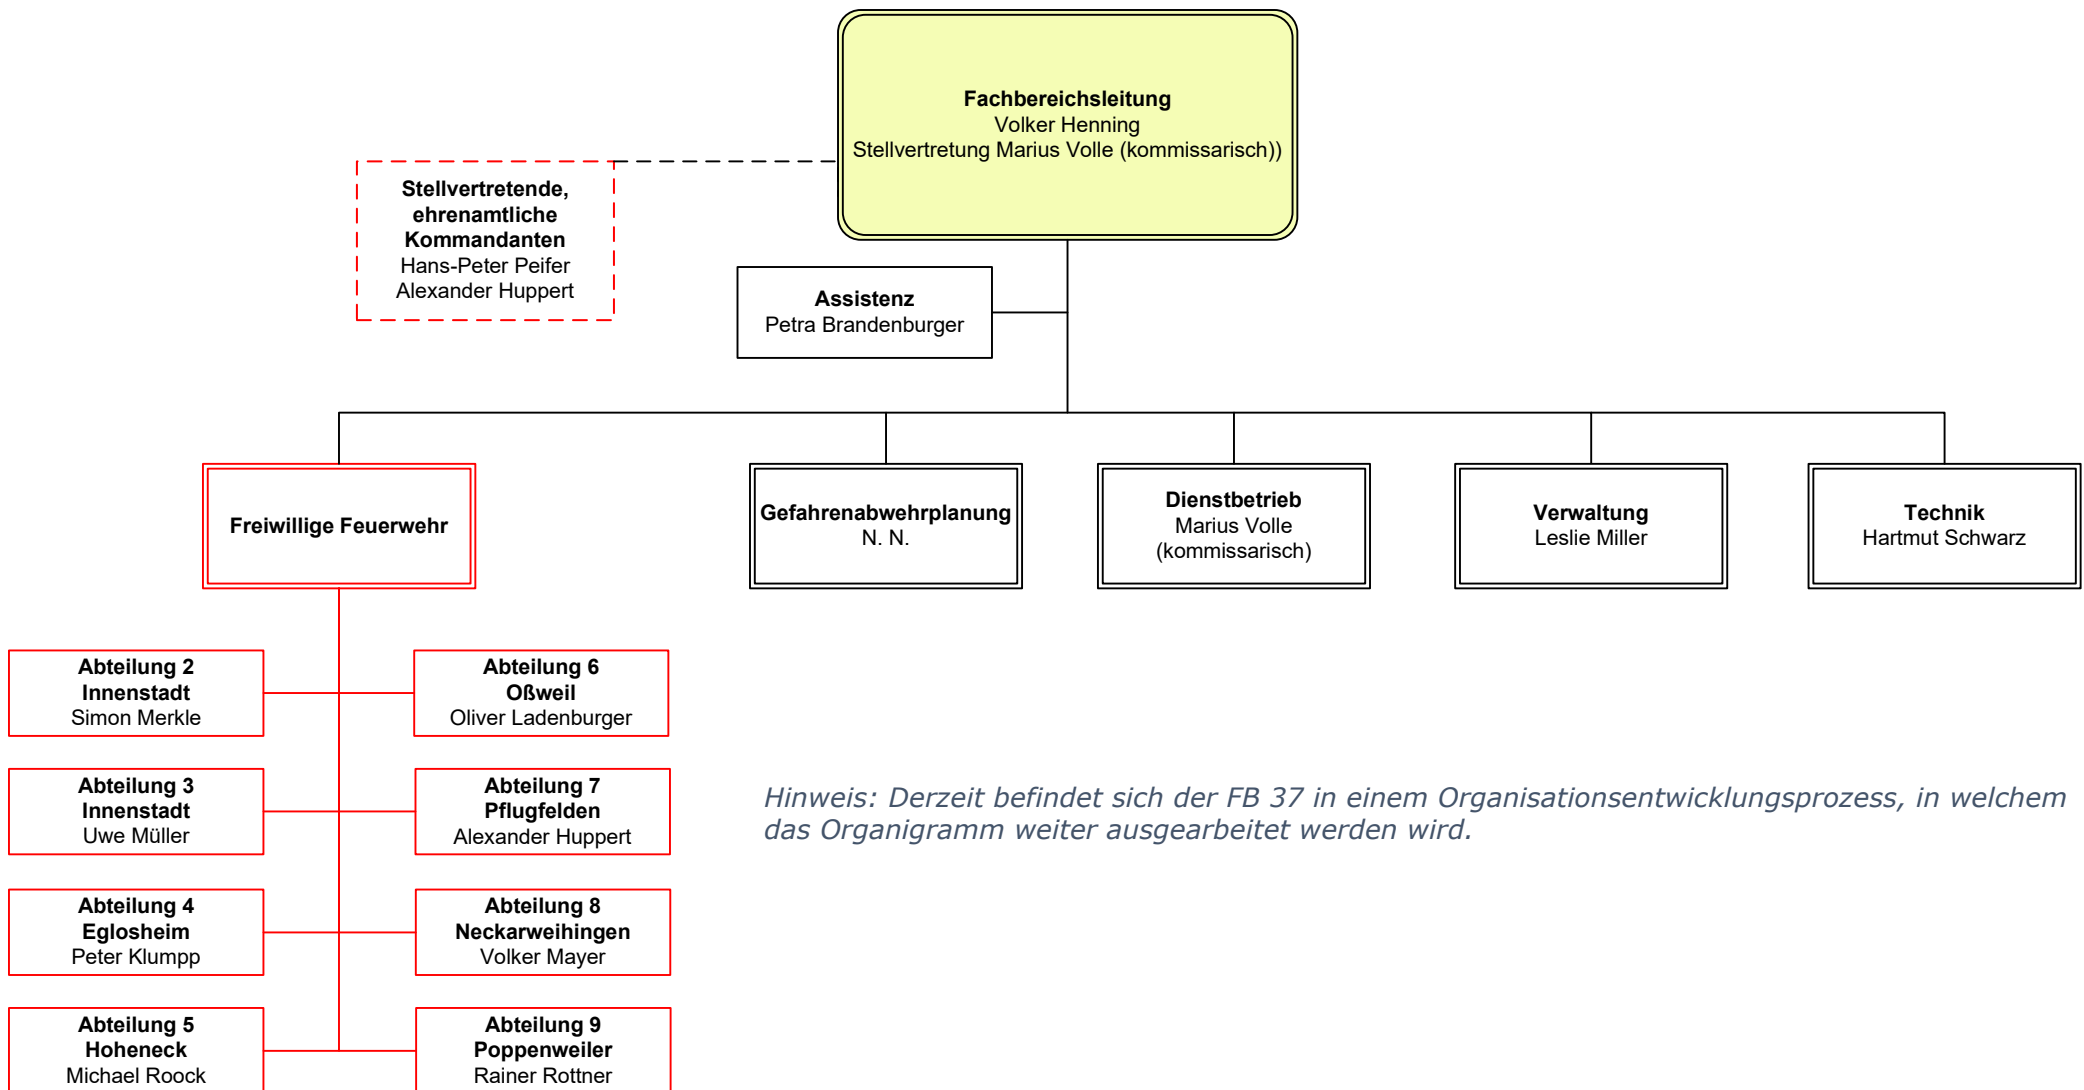 Fachbereichsleitung
Volker Henning
Stellvertretung Marius Volle (kommissarisch))
Stellvertretende,
ehrenamtliche
Kommandanten
Hans-Peter Peifer
Alexander Huppert
Assistenz
Petra Brandenburger
Freiwillige Feuerwehr
Gefahrenabwehrplanung
N. N.
Dienstbetrieb
Marius Volle
(kommissarisch)
Verwaltung
Leslie Miller
Technik
Hartmut Schwarz
Abteilung 2
Innenstadt
Simon Merkle
Abteilung 6
Oßweil
Oliver Ladenburger
Abteilung 3
Innenstadt
Uwe Müller
Abteilung 7
Pflugfelden
Alexander Huppert
Hinweis: Derzeit befindet sich der FB 37 in einem Organisationsentwicklungsprozess, in welchem
das Organigramm weiter ausgearbeitet werden wird.
Abteilung 4
Eglosheim
Peter Klumpp
Abteilung 8
Neckarweihingen
Volker Mayer
Abteilung 5
Hoheneck
Michael Roock
Abteilung 9
Poppenweiler
Rainer Rottner